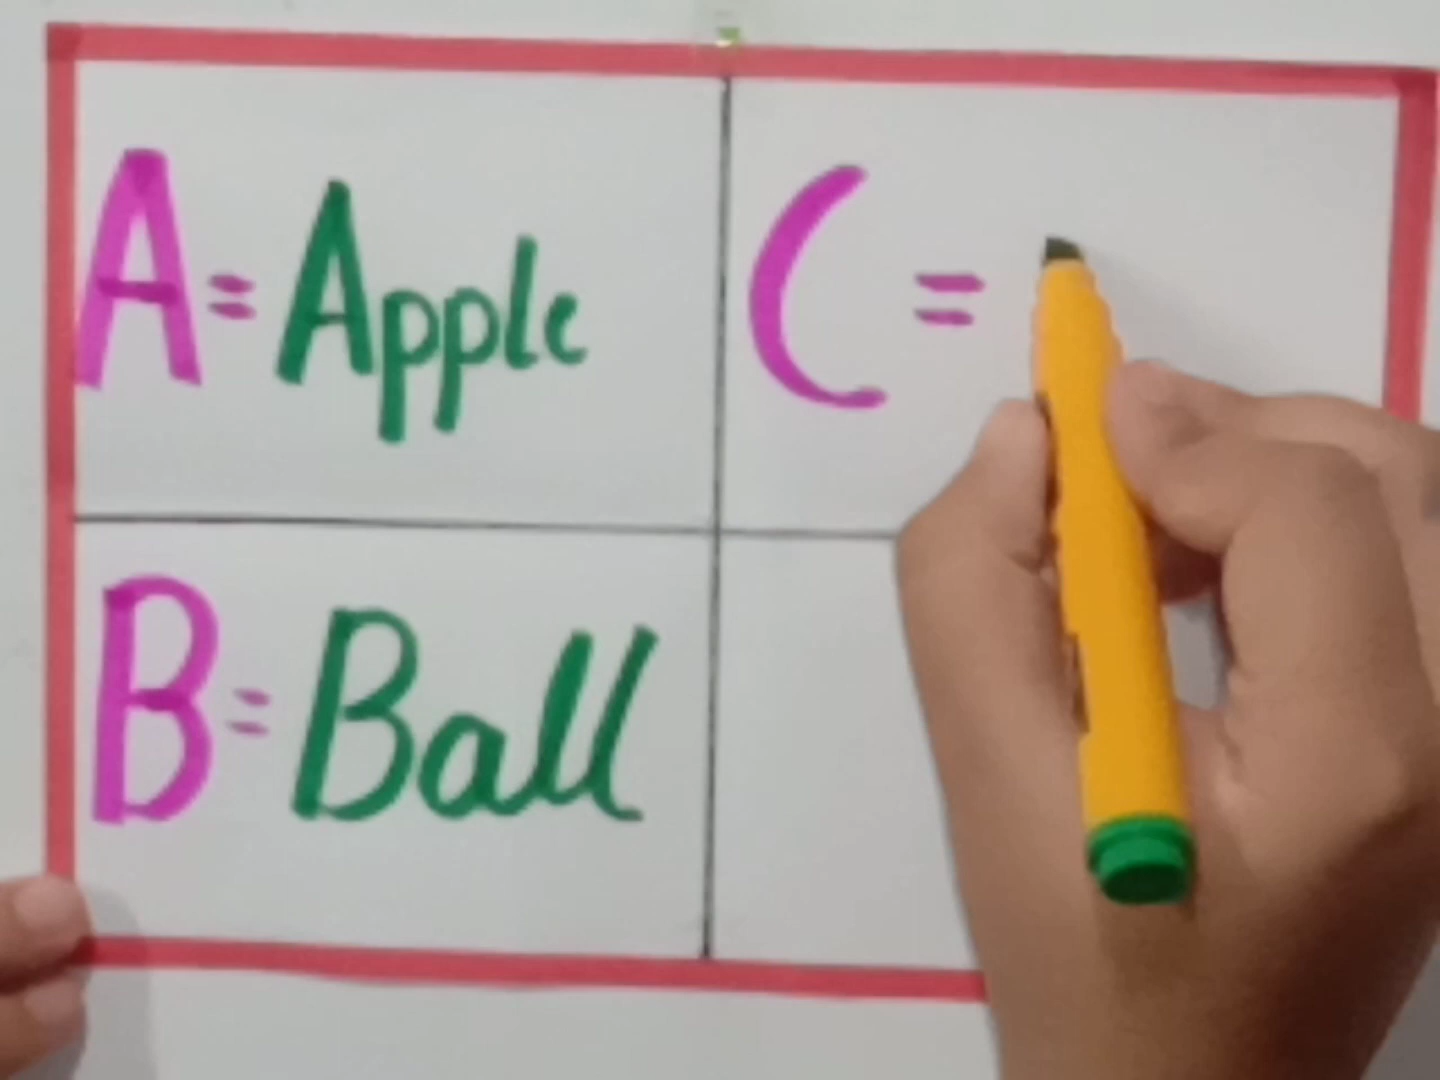 A = Apple
B = Ball
C =